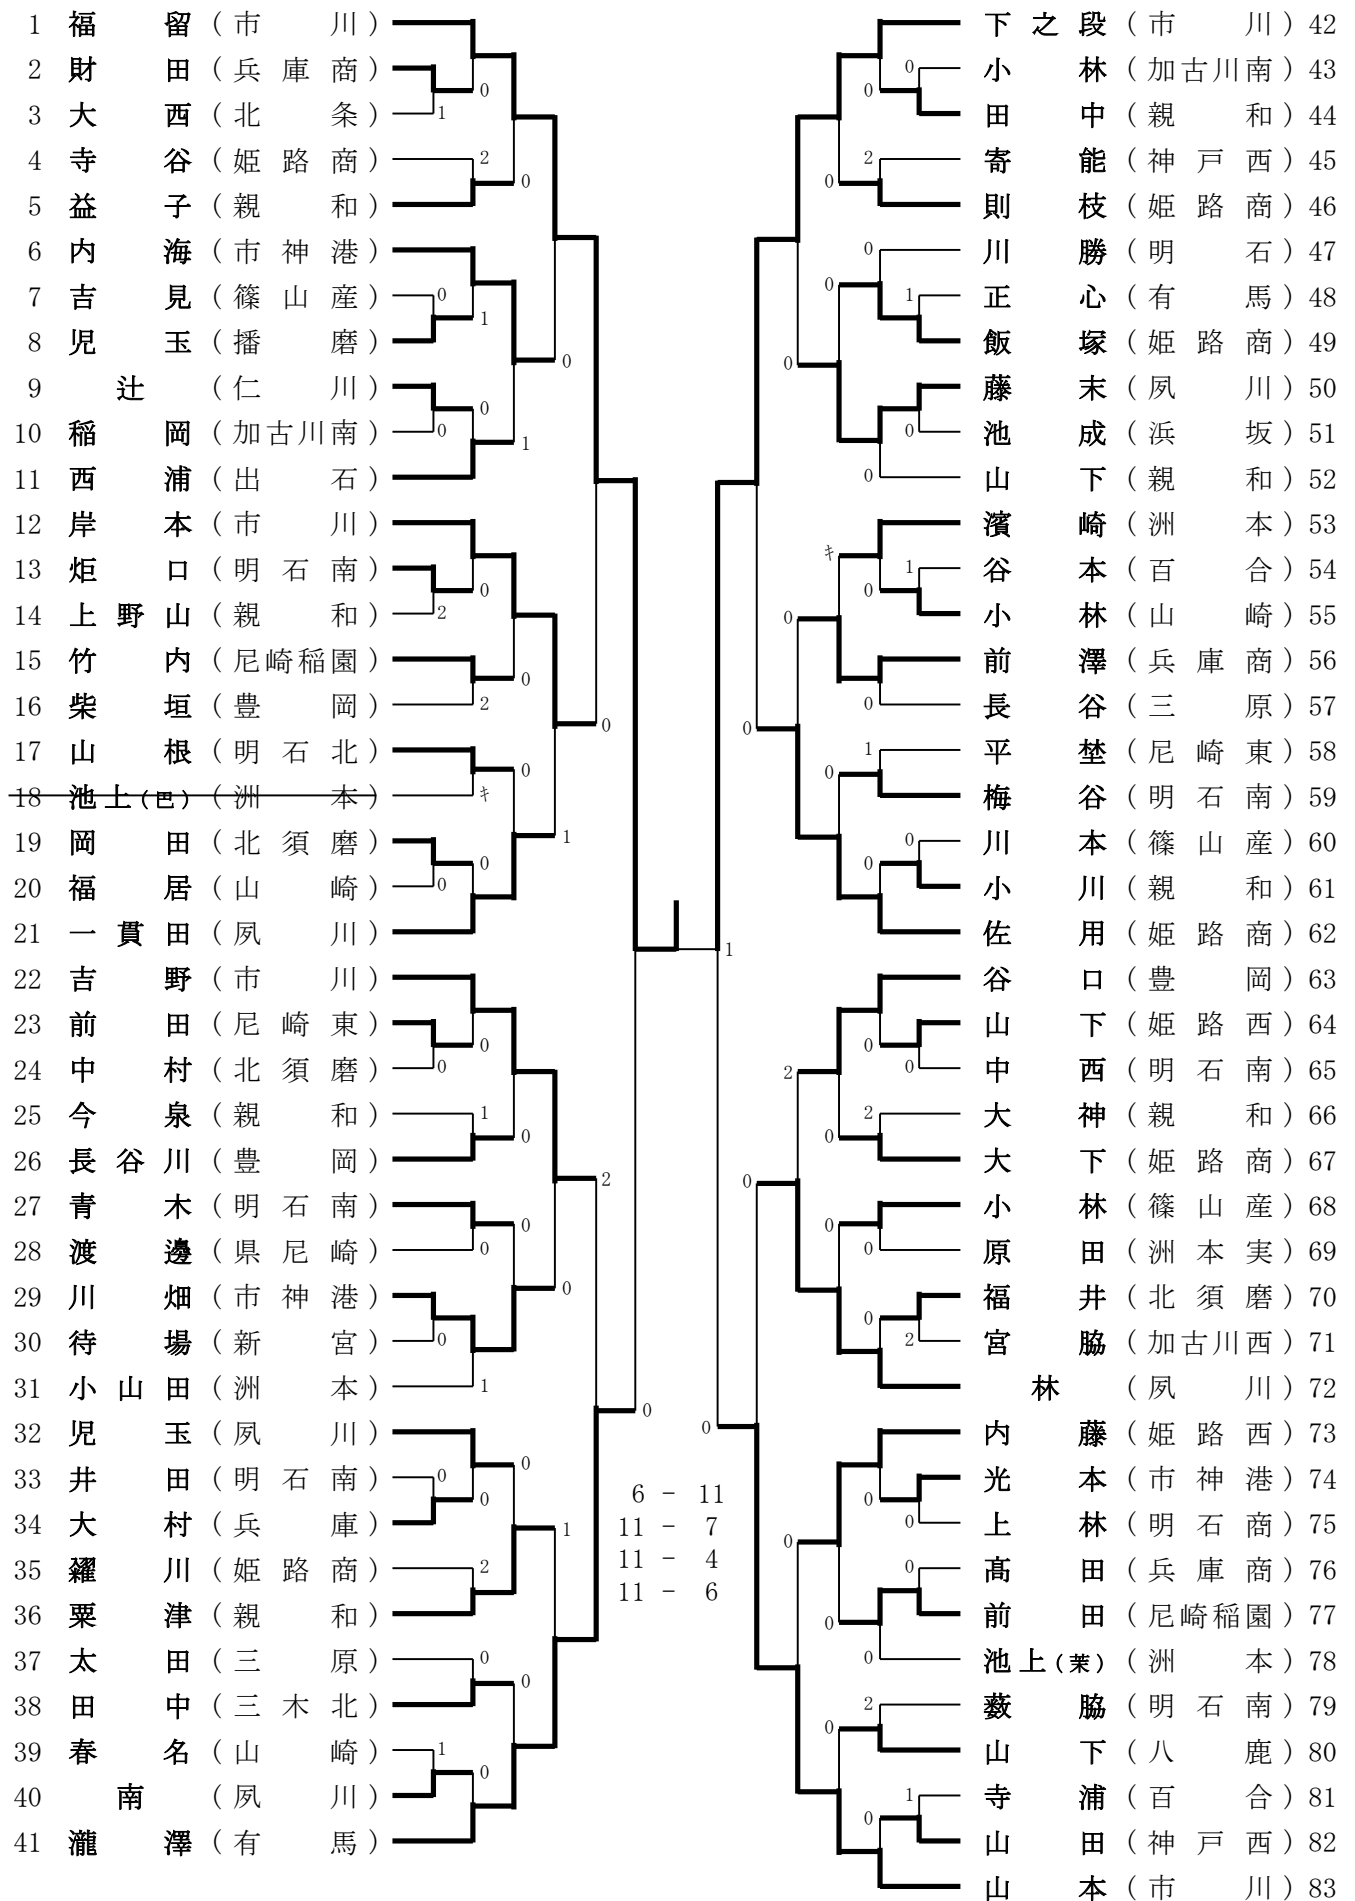 1 福留 (市川)
2 財田 (兵庫商)
3 大西 (北条)
4 寺谷 (姫路商)
5 益子 (親和)
6 内海 (市神港)
7 吉見 (篠山産)
8 児玉 (播磨)
9 辻 (仁川)
10 稲岡 (加古川南)
11 西浦 (出石)
12 岸本 (市川)
13 炬口 (明石南)
14 上野山 (親和)
15 竹内 (尼崎稲園)
16 柴垣 (豊岡)
17 山根 (明石北)
18 池上(巴) (洲本)
19 岡田 (北須磨)
20 福居 (山崎)
21 一貫田 (夙川)
22 吉野 (市川)
23 前田 (尼崎東)
24 中村 (北須磨)
25 今泉 (親和)
26 長谷川 (豊岡)
27 青木 (明石南)
28 渡邊 (県尼崎)
29 川畑 (市神港)
30 待場 (新宮)
31 小山田 (洲本)
32 児玉 (夙川)
33 井田 (明石南)
34 大村 (兵庫)
35 糴川 (姫路商)
36 粟津 (親和)
37 太田 (三原)
38 田中 (三木北)
39 春名 (山崎)
40 南 (夙川)
41 瀧澤 (有馬)
6 - 11
11 - 7
11 - 4
11 - 6
下之段 (市川) 42
小林 (加古川南) 43
田中 (親和) 44
寄能 (神戸西) 45
則枝 (姫路商) 46
川勝 (明石) 47
正心 (有馬) 48
飯塚 (姫路商) 49
藤末 (夙川) 50
池成 (浜坂) 51
山下 (親和) 52
濱崎 (洲本) 53
谷本 (百合) 54
小林 (山崎) 55
前澤 (兵庫商) 56
長谷 (三原) 57
平埜 (尼崎東) 58
梅谷 (明石南) 59
川本 (篠山産) 60
小川 (親和) 61
佐用 (姫路商) 62
谷口 (豊岡) 63
山下 (姫路西) 64
中西 (明石南) 65
大神 (親和) 66
大下 (姫路商) 67
小林 (篠山産) 68
原田 (洲本実) 69
福井 (北須磨) 70
宮脇 (加古川西) 71
林 (夙川) 72
内藤 (姫路西) 73
光本 (市神港) 74
上林 (明石商) 75
髙田 (兵庫商) 76
前田 (尼崎稲園) 77
池上(茉) (洲本) 78
薮脇 (明石南) 79
山下 (八鹿) 80
寺浦 (百合) 81
山田 (神戸西) 82
山本 (市川) 83